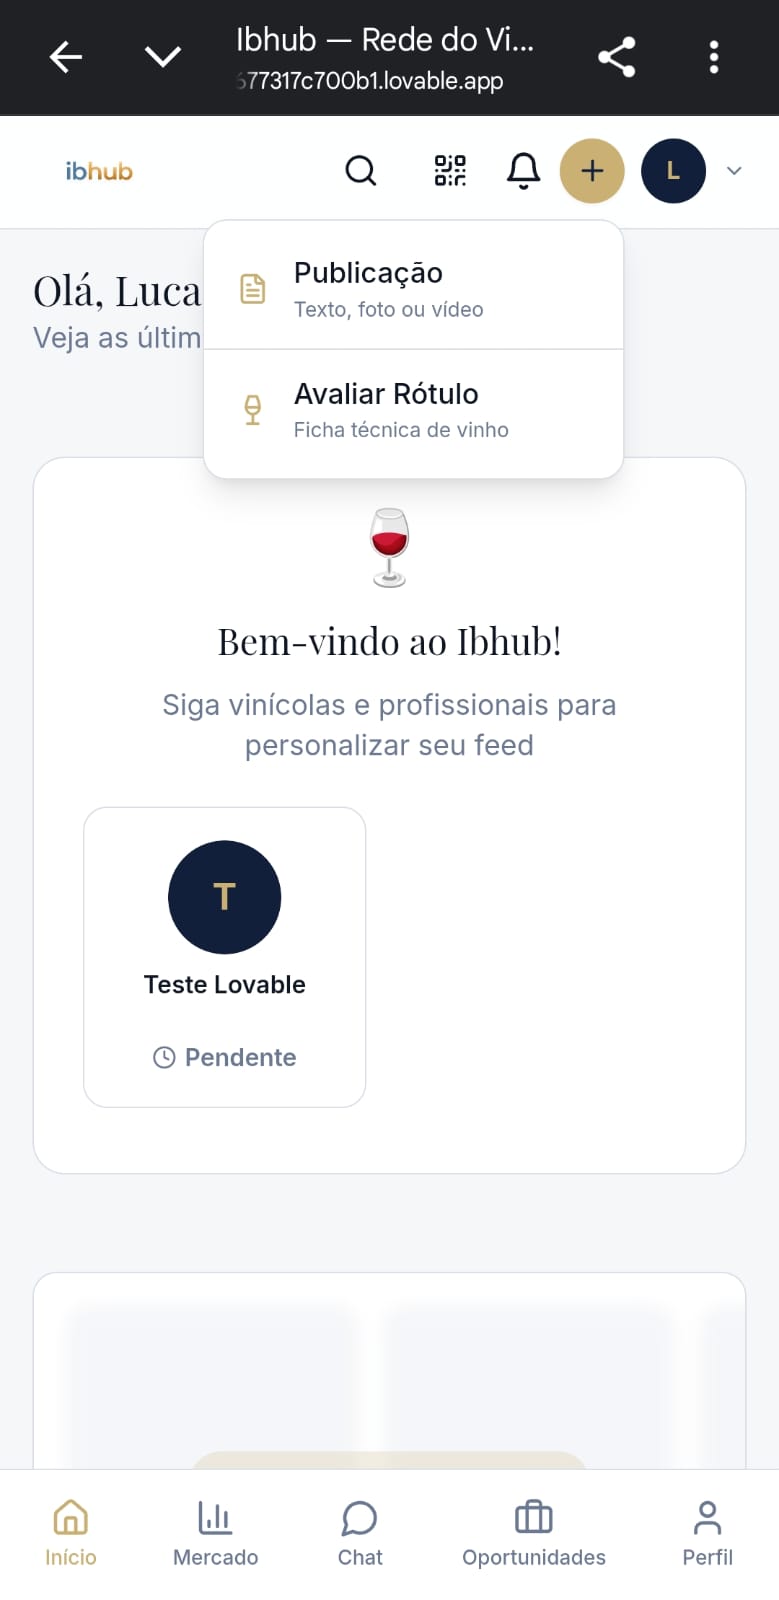 Ibhub — Rede do Vi...
677317c700b1.lovable.app
ibhub
L
Publicação
Texto, foto ou vídeo
Avaliar Rótulo
Ficha técnica de vinho
Olá, Luca
Veja as últim
Bem-vindo ao Ibhub!
Siga vinícolas e profissionais para
personalizar seu feed
T
Teste Lovable
Pendente
Início
Mercado
Chat
Oportunidades
Perfil